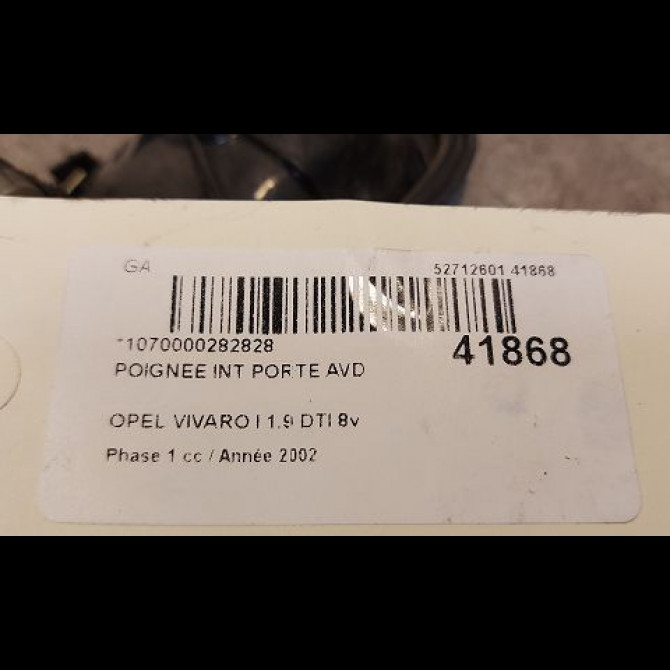 GA 52712601 41868
*1070000282828 41868
POIGNEE INT PORTE AVD
OPEL VIVARO I 1.9 DTI 8v
Phase 1 cc / Année 2002